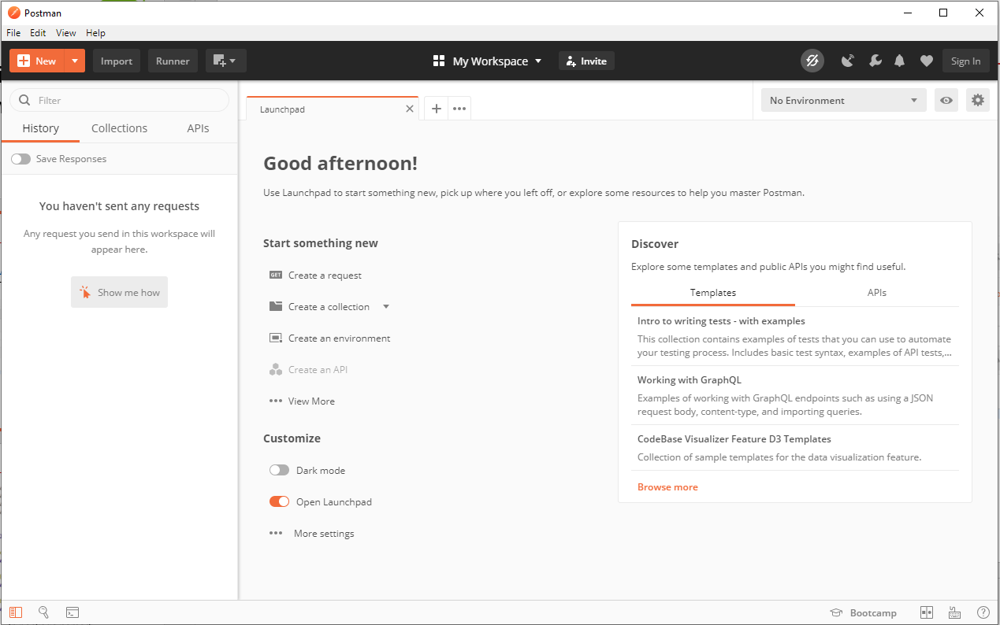 Postman
File Edit View Help
New Import Runner My Workspace Invite Sign In
Filter
History Collections APIs
Save Responses
You haven't sent any requests
Any request you send in this workspace will
appear here.
Show me how
Launchpad
No Environment
Good afternoon!
Use Launchpad to start something new, pick up where you left off, or explore some resources to help you master Postman.
Start something new
GET Create a request
Create a collection
Create an environment
Create an API
View More
Customize
Dark mode
Open Launchpad
More settings
Discover
Explore some templates and public APIs you might find useful.
Templates APIs
Intro to writing tests - with examples
This collection contains examples of tests that you can use to automate
your testing process. Includes basic test syntax, examples of API tests,...
Working with GraphQL
Examples of working with GraphQL endpoints such as using a JSON
request body, content-type, and importing queries.
CodeBase Visualizer Feature D3 Templates
Collection of sample templates for the data visualization feature.
Browse more
Bootcamp